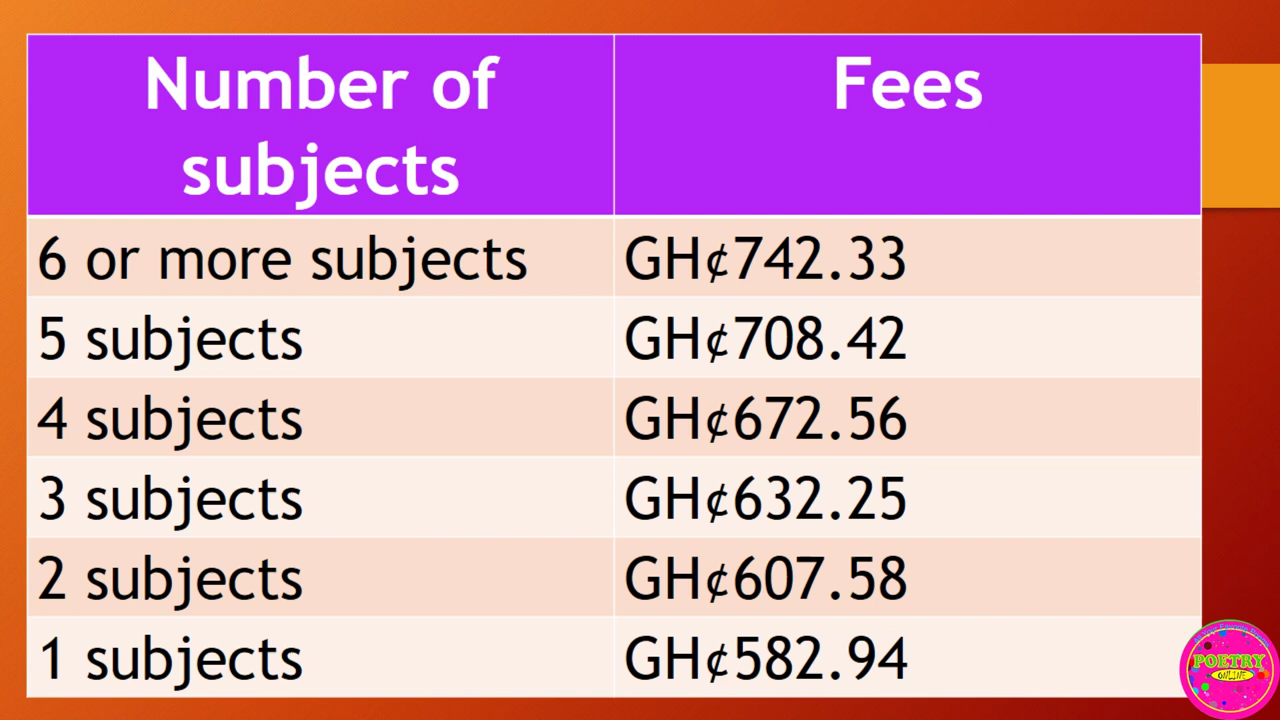 Number of
subjects
Fees
6 or more subjects GH¢742.33
5 subjects GH¢708.42
4 subjects GH¢672.56
3 subjects GH¢632.25
2 subjects GH¢607.58
1 subjects GH¢582.94
POETRY
ONLINE